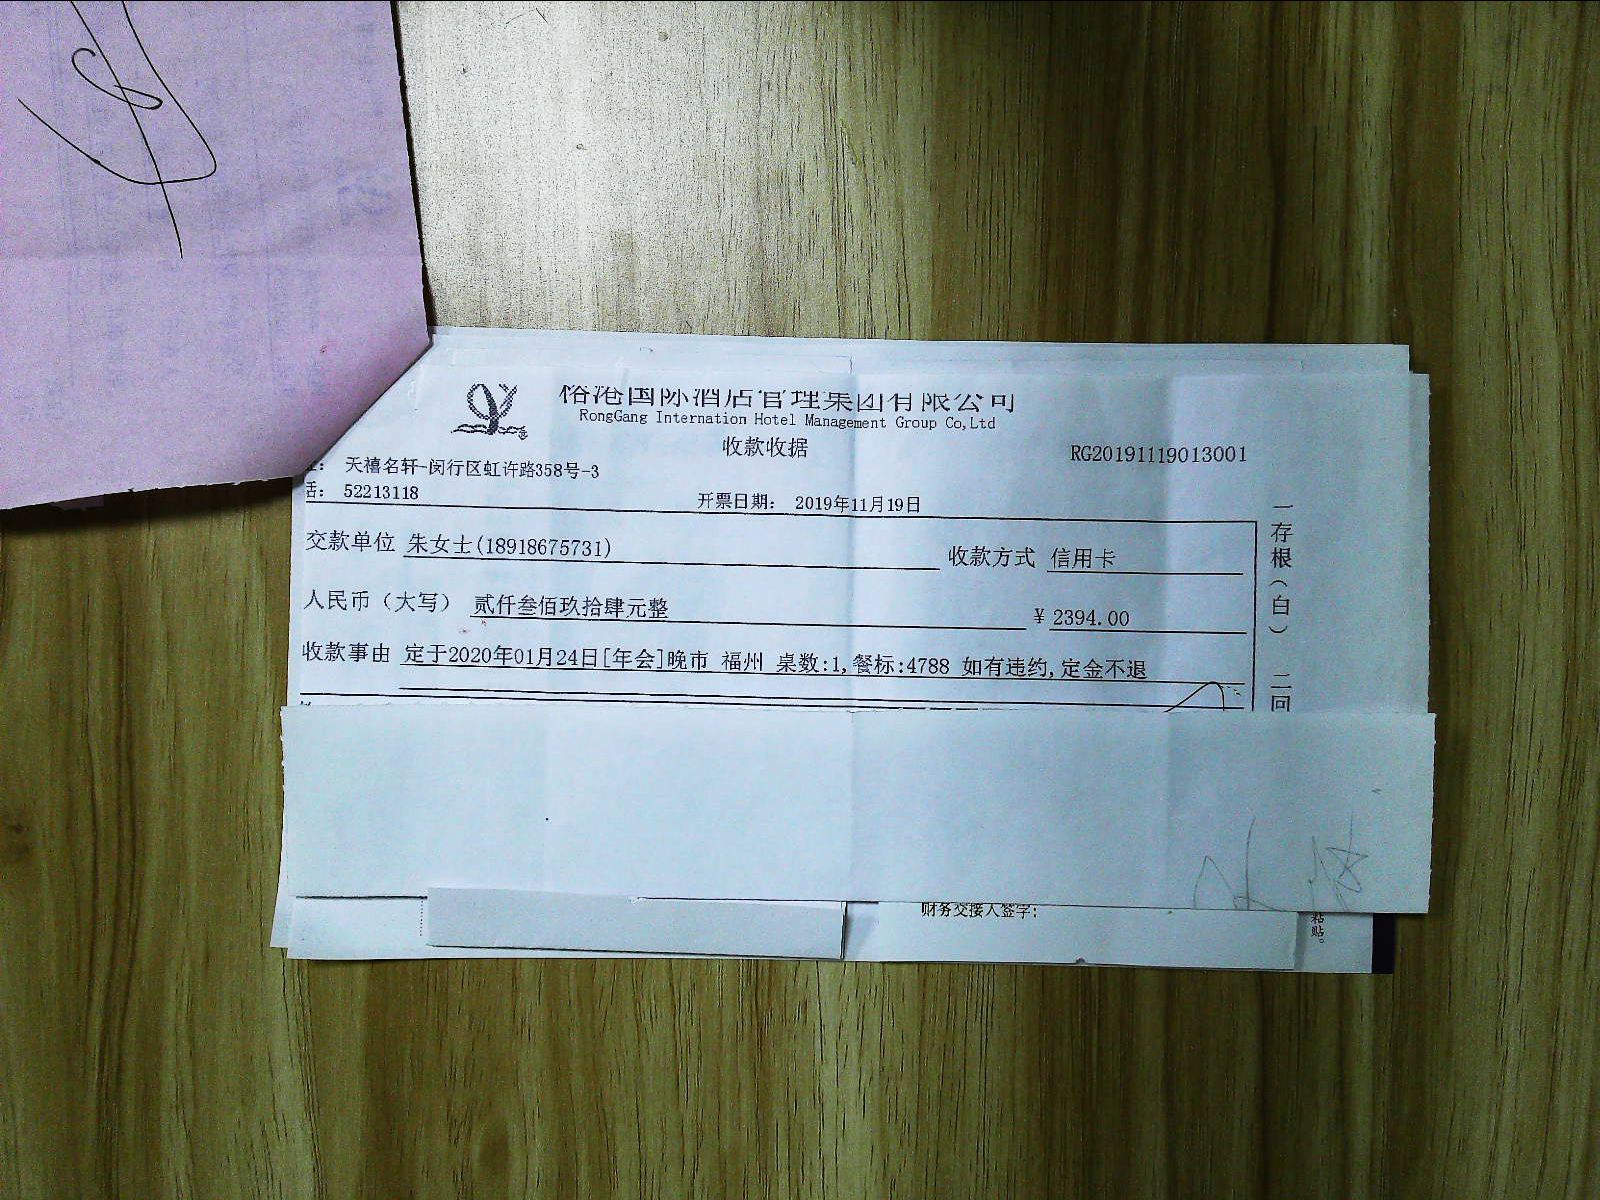 国际酒店管理集团有限公司
RongGang Internation Hotel Management Group Co,Ltd
收款收据
RG20191119013001
天禧名轩-闵行区虹许路358号-3
52213118
开票日期： 2019年11月19日
交款单位 朱女士(18918675731)
收款方式 信用卡
人民币（大写） 贰仟叁佰玖拾肆元整
¥ 2394.00
收款事由 定于2020年01月24日[年会]晚市 福州 桌数:1,餐标:4788 如有违约,定金不退
一存根（白） 二回
财务交接人签字：
粘贴。